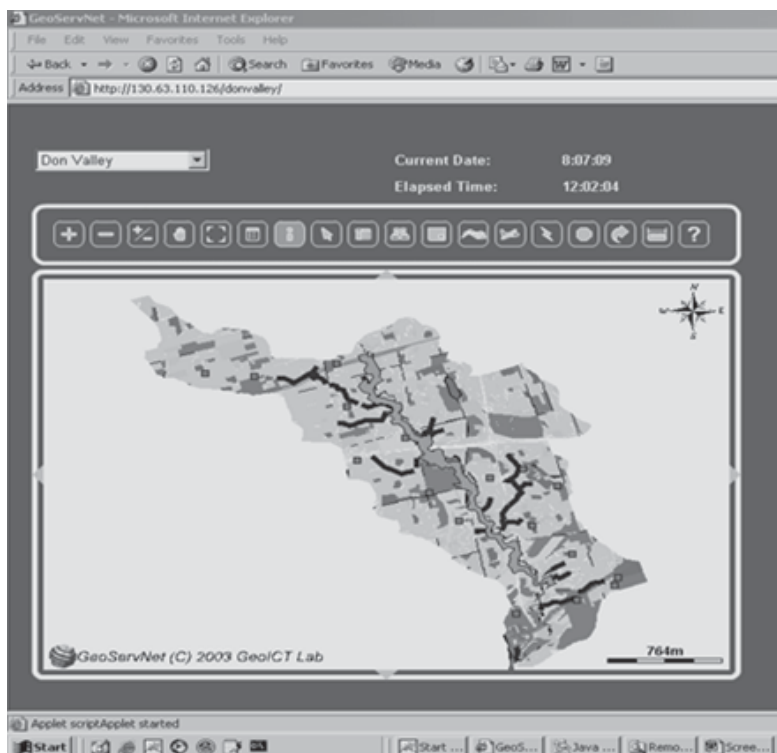 GeoServNet - Microsoft Internet Explorer
File Edit View Favorites Tools Help
Back Search Favorites Media
Address http://130.63.110.126/donvalley/
Don Valley
Current Date: 8:07:09
Elapsed Time: 12:02:04
?
N
W E
S
GeoServNet (C) 2003 GeoICT Lab
764m
Applet scriptApplet started
Start Start ... GeoS... Java ... Remo... Scree...